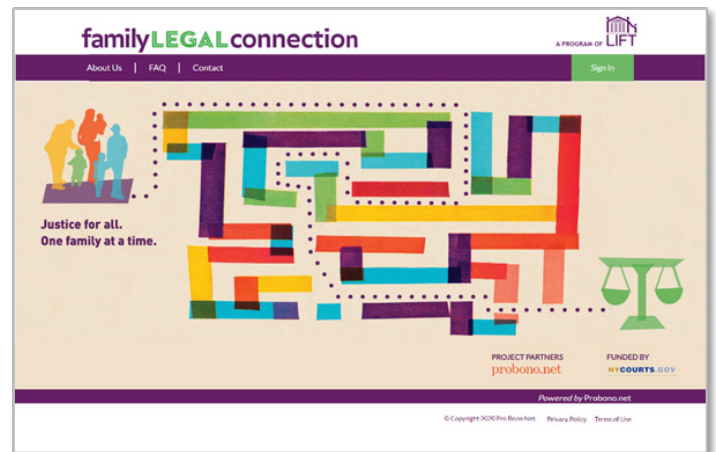 familyLEGALconnection
A PROGRAM OF LIFT
About Us | FAQ | Contact
Sign In
Justice for all.
One family at a time.
PROJECT PARTNERS
probono.net
FUNDED BY
NYCOURTS.GOV
Powered by Probono.net
© Copyright 2020 Pro Bono Net. Privacy Policy Terms of Use